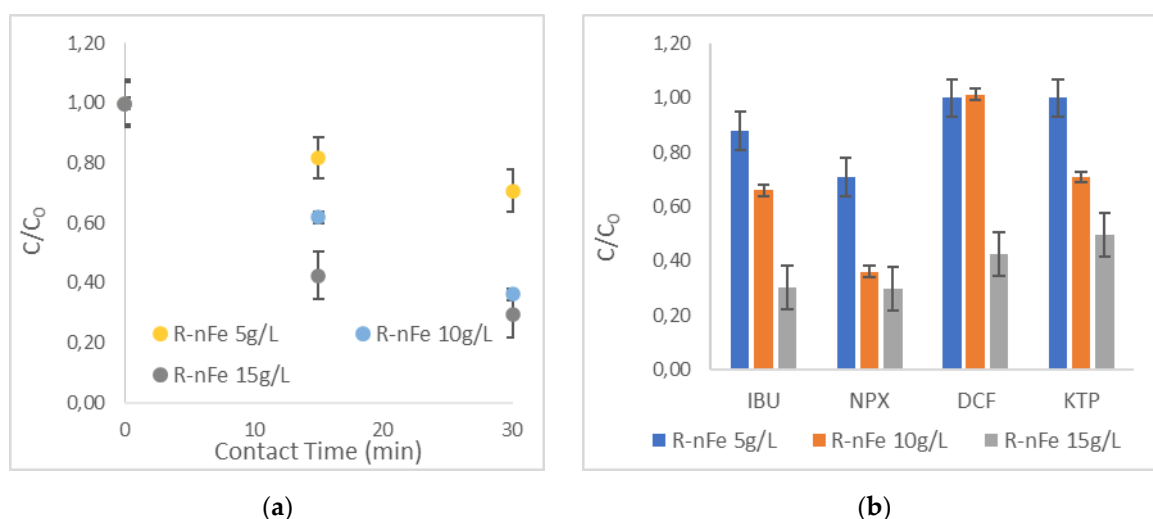 1,20
1,00
0,80
0,60
0,40
0,20
0,00
C/C₀
R-nFe 5g/L
R-nFe 10g/L
R-nFe 15g/L
0
10
20
30
Contact Time (min)
(a)
1,20
1,00
0,80
0,60
0,40
0,20
0,00
C/C₀
IBU
NPX
DCF
KTP
R-nFe 5g/L
R-nFe 10g/L
R-nFe 15g/L
(b)